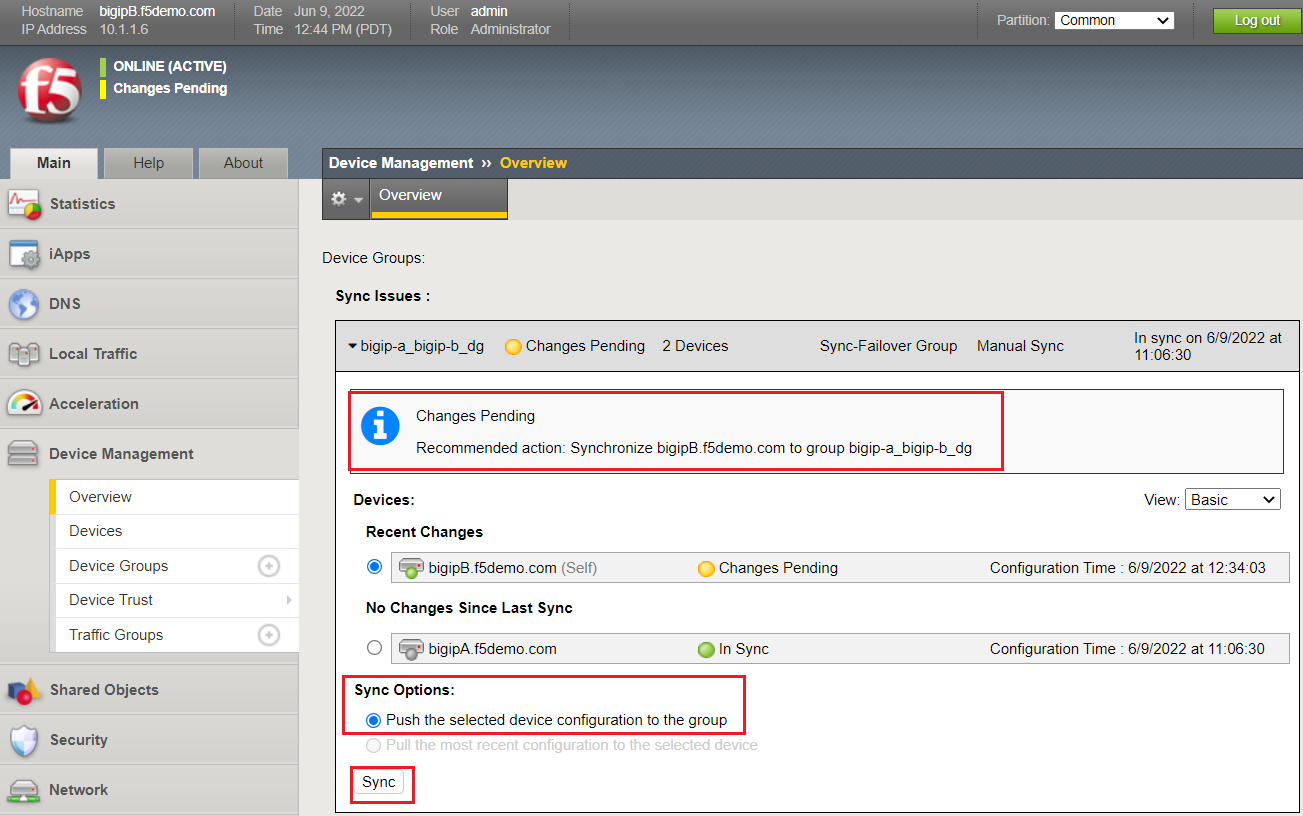 Hostname bigipB.f5demo.com Date Jun 9, 2022 User admin
IP Address 10.1.1.6 Time 12:44 PM (PDT) Role Administrator
Partition: Common Log out
f5
ONLINE (ACTIVE)
Changes Pending
Main Help About
Device Management ›› Overview
Overview
Statistics
iApps
DNS
Local Traffic
Acceleration
Device Management
Overview
Devices
Device Groups
Device Trust
Traffic Groups
Shared Objects
Security
Network
Device Groups:
Sync Issues :
bigip-a_bigip-b_dg Changes Pending 2 Devices Sync-Failover Group Manual Sync In sync on 6/9/2022 at
11:06:30
Changes Pending
Recommended action: Synchronize bigipB.f5demo.com to group bigip-a_bigip-b_dg
Devices: View: Basic
Recent Changes
bigipB.f5demo.com (Self) Changes Pending Configuration Time : 6/9/2022 at 12:34:03
No Changes Since Last Sync
bigipA.f5demo.com In Sync Configuration Time : 6/9/2022 at 11:06:30
Sync Options:
Push the selected device configuration to the group
Pull the most recent configuration to the selected device
Sync